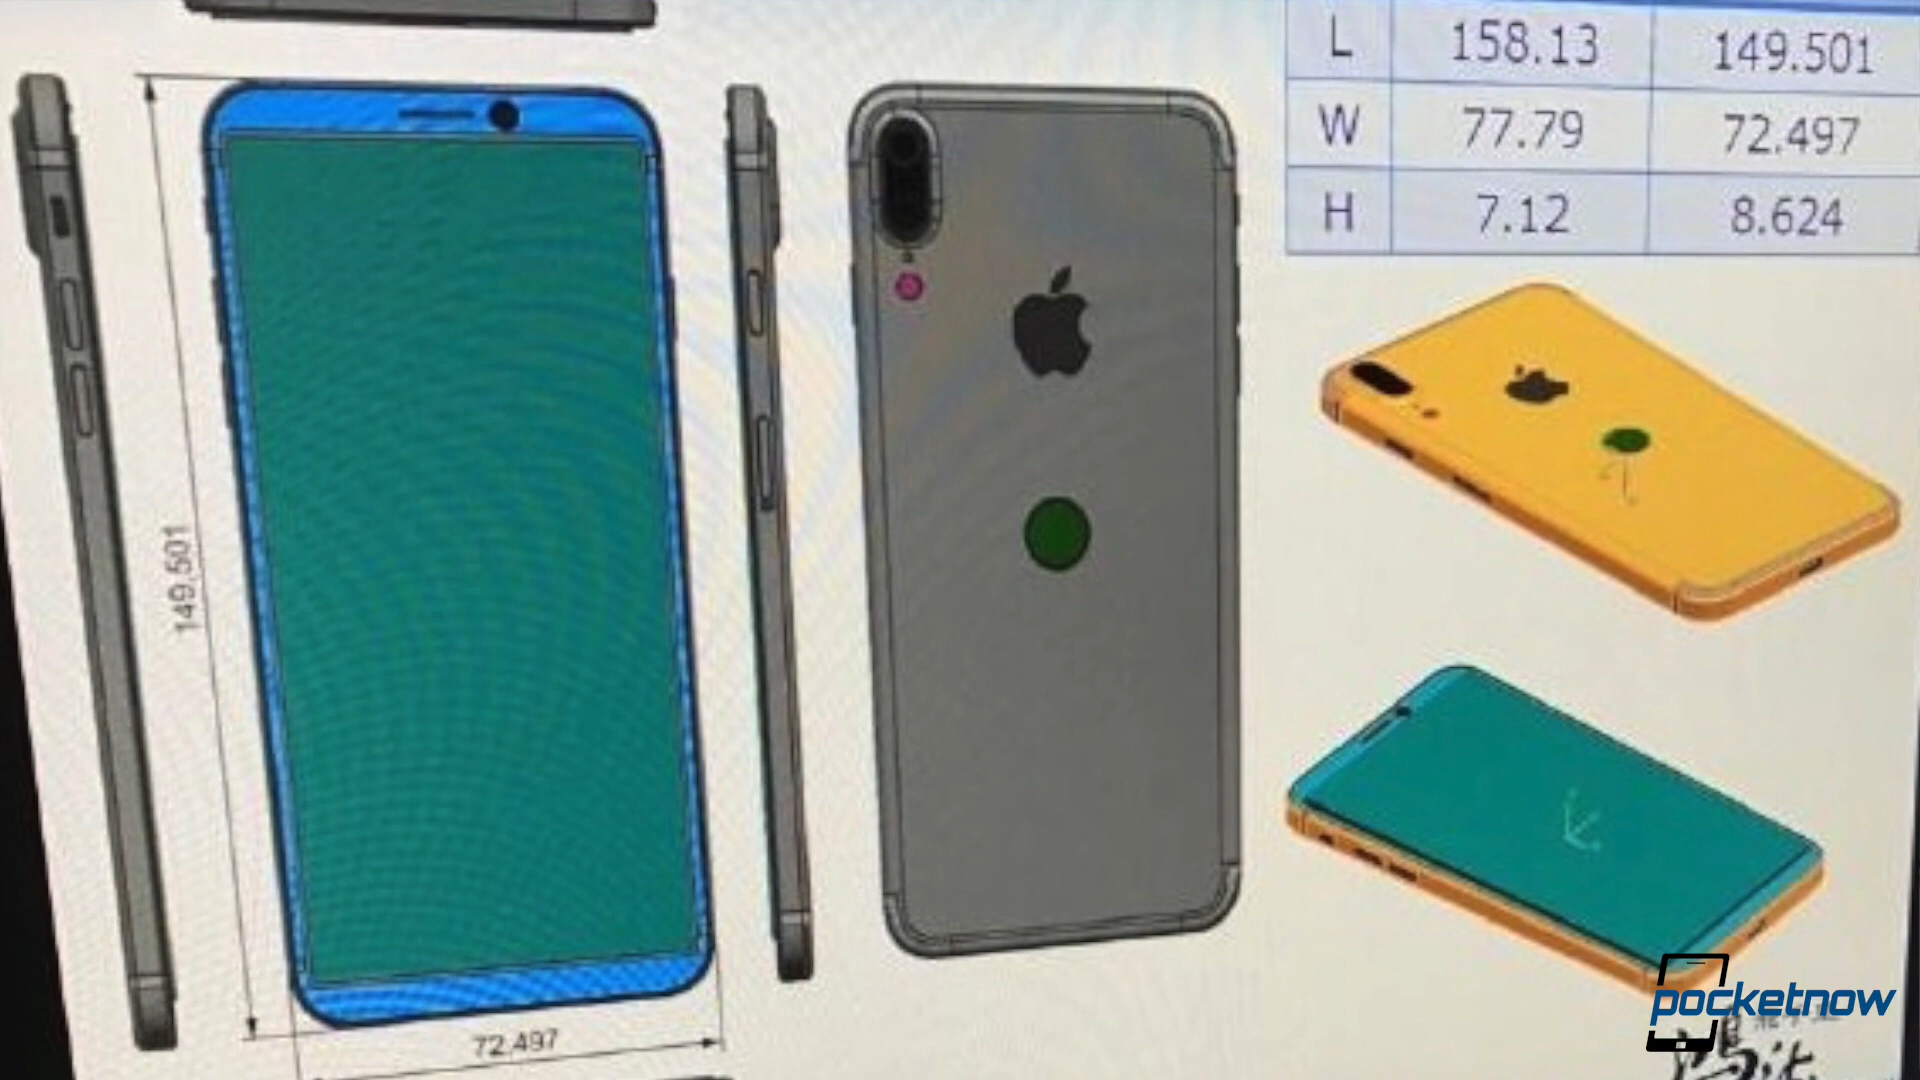 L 158.13 149.501
W 77.79 72.497
H 7.12 8.624
149,501
72,497
pocketnow